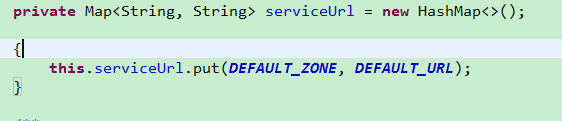 private Map<String, String> serviceUrl = new HashMap<>();
{
this.serviceUrl.put(DEFAULT_ZONE, DEFAULT_URL);
}